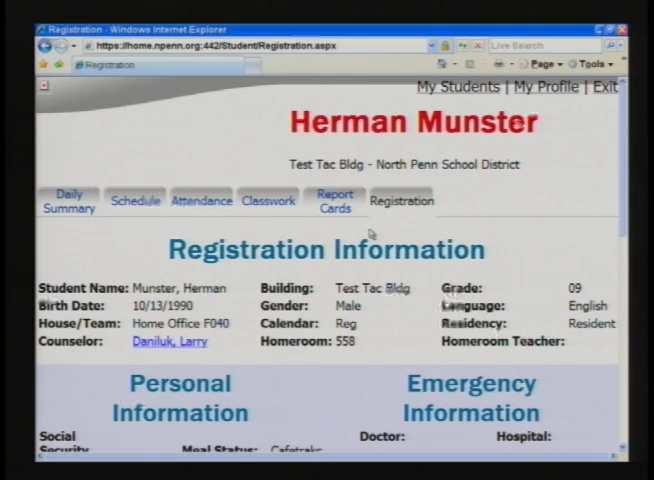 Registration - Windows Internet Explorer
https://home.npenn.org:442/Student/Registration.aspx
Live Search
Registration
Page
Tools
My Students | My Profile | Exit
Herman Munster
Test Tac Bldg - North Penn School District
Daily Summary
Schedule
Attendance
Classwork
Report Cards
Registration
Registration Information
Student Name: Munster, Herman Building: Test Tac Bldg Grade: 09
Birth Date: 10/13/1990 Gender: Male Language: English
House/Team: Home Office F040 Calendar: Reg Residency: Resident
Counselor: Daniluk, Larry Homeroom: 558 Homeroom Teacher:
Personal Information
Emergency Information
Social Security
Meal Status: Cafetrakc
Doctor: Hospital: